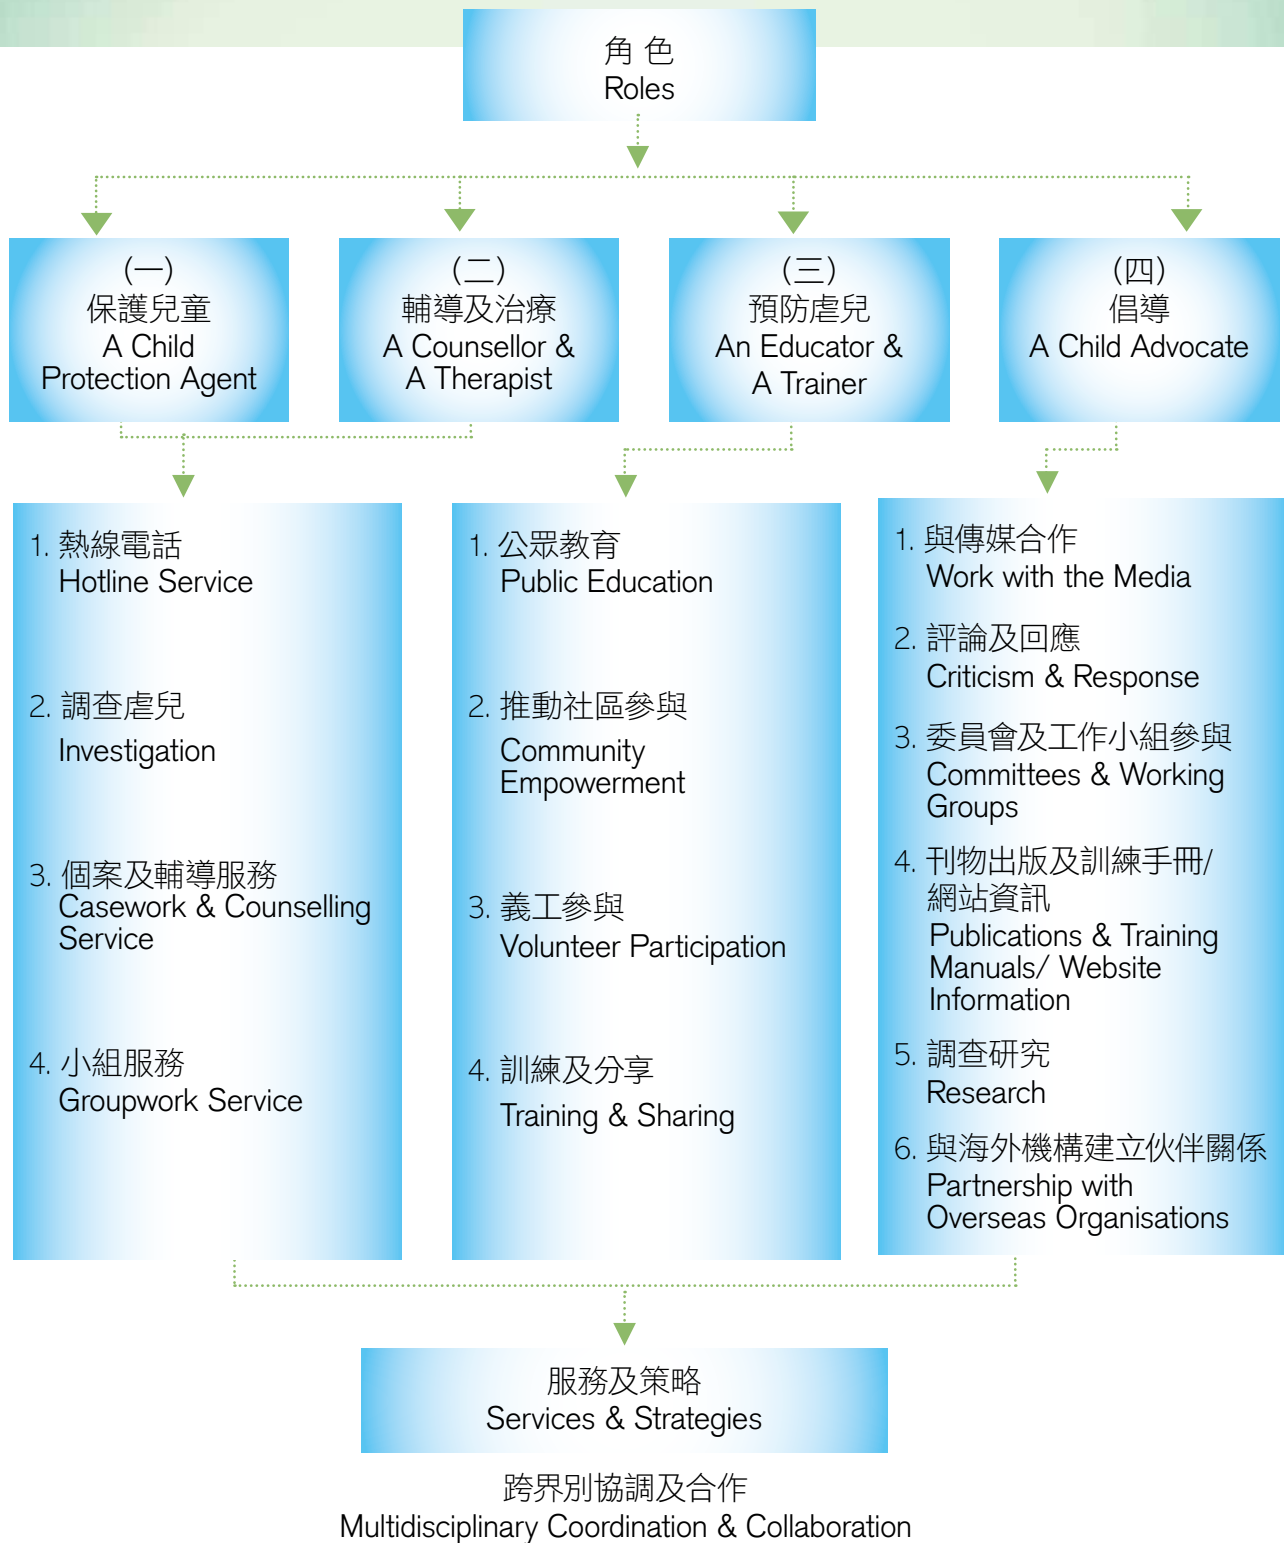 角 色
Roles
(一)
保護兒童
A Child
Protection Agent
(二)
輔導及治療
A Counsellor &
A Therapist
(三)
預防虐兒
An Educator &
A Trainer
(四)
倡導
A Child Advocate
1. 熱線電話
Hotline Service
2. 調查虐兒
Investigation
3. 個案及輔導服務
Casework & Counselling
Service
4. 小組服務
Groupwork Service
1. 公眾教育
Public Education
2. 推動社區參與
Community
Empowerment
3. 義工參與
Volunteer Participation
4. 訓練及分享
Training & Sharing
1. 與傳媒合作
Work with the Media
2. 評論及回應
Criticism & Response
3. 委員會及工作小組參與
Committees & Working
Groups
4. 刊物出版及訓練手冊/
網站資訊
Publications & Training
Manuals/ Website
Information
5. 調查研究
Research
6. 與海外機構建立伙伴關係
Partnership with
Overseas Organisations
服務及策略
Services & Strategies
跨界別協調及合作
Multidisciplinary Coordination & Collaboration